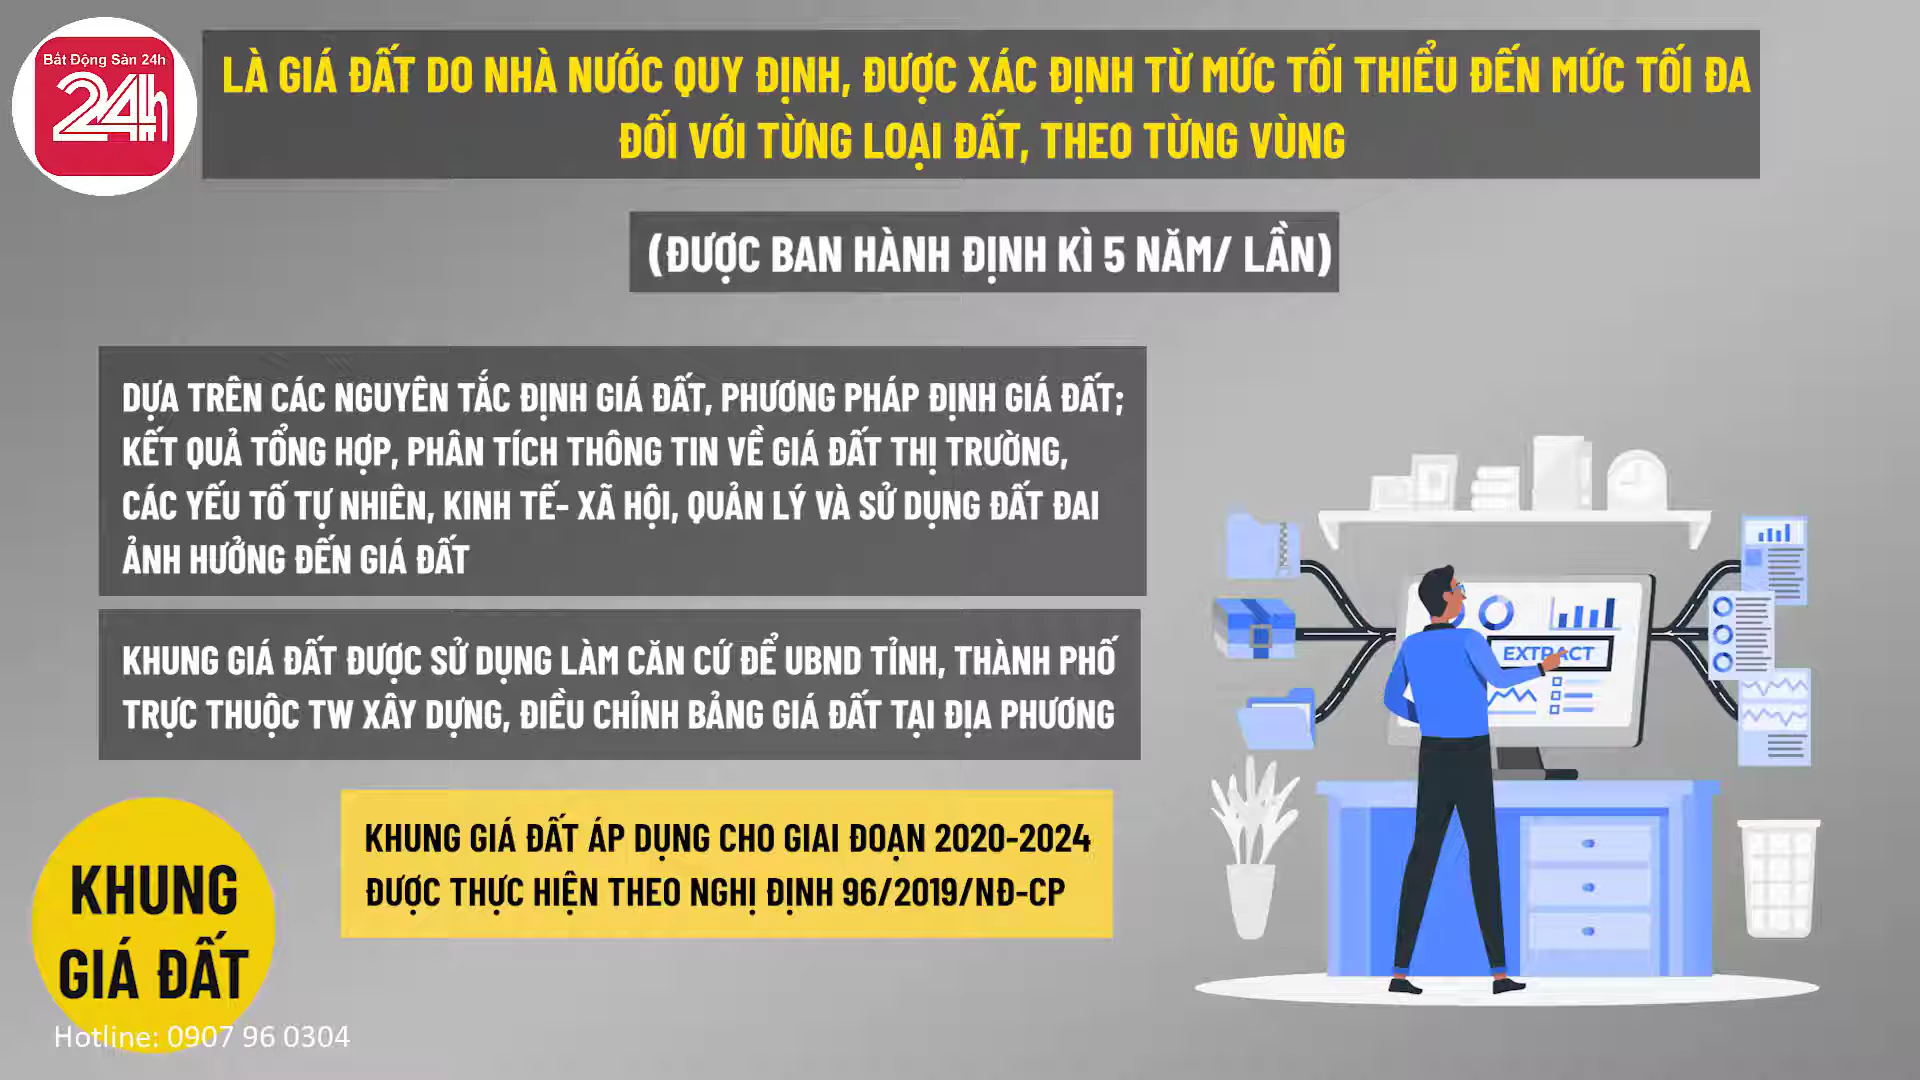 Bất Động Sản 24h
24h
LÀ GIÁ ĐẤT DO NHÀ NƯỚC QUY ĐỊNH, ĐƯỢC XÁC ĐỊNH TỪ MỨC TỐI THIỂU ĐẾN MỨC TỐI ĐA
ĐỐI VỚI TỪNG LOẠI ĐẤT, THEO TỪNG VÙNG
(ĐƯỢC BAN HÀNH ĐỊNH KÌ 5 NĂM/ LẦN)
DỰA TRÊN CÁC NGUYÊN TẮC ĐỊNH GIÁ ĐẤT, PHƯƠNG PHÁP ĐỊNH GIÁ ĐẤT;
KẾT QUẢ TỔNG HỢP, PHÂN TÍCH THÔNG TIN VỀ GIÁ ĐẤT THỊ TRƯỜNG,
CÁC YẾU TỐ TỰ NHIÊN, KINH TẾ- XÃ HỘI, QUẢN LÝ VÀ SỬ DỤNG ĐẤT ĐAI
ẢNH HƯỞNG ĐẾN GIÁ ĐẤT
KHUNG GIÁ ĐẤT ĐƯỢC SỬ DỤNG LÀM CĂN CỨ ĐỂ UBND TỈNH, THÀNH PHỐ
TRỰC THUỘC TW XÂY DỰNG, ĐIỀU CHỈNH BẢNG GIÁ ĐẤT TẠI ĐỊA PHƯƠNG
EXTRACT
KHUNG GIÁ ĐẤT ÁP DỤNG CHO GIAI ĐOẠN 2020-2024
ĐƯỢC THỰC HIỆN THEO NGHỊ ĐỊNH 96/2019/NĐ-CP
KHUNG
GIÁ ĐẤT
Hotline: 0907 96 0304